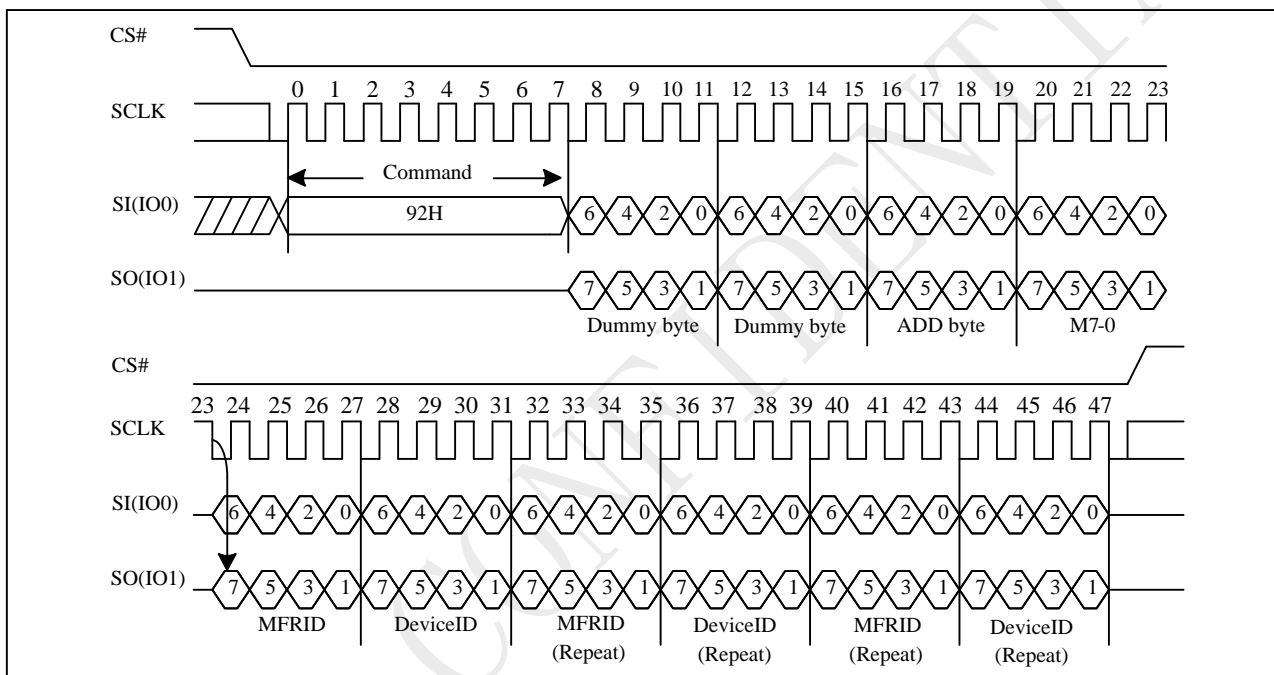 CS#
0 1 2 3 4 5 6 7 8 9 10 11 12 13 14 15 16 17 18 19 20 21 22 23
SCLK
Command
SI(IO0)
92H
6 4 2 0 6 4 2 0 6 4 2 0 6 4 2 0
SO(IO1)
7 5 3 1 7 5 3 1 7 5 3 1 7 5 3 1
Dummy byte Dummy byte ADD byte M7-0
CS#
23 24 25 26 27 28 29 30 31 32 33 34 35 36 37 38 39 40 41 42 43 44 45 46 47
SCLK
SI(IO0)
6 4 2 0 6 4 2 0 6 4 2 0 6 4 2 0 6 4 2 0 6 4 2 0
SO(IO1)
7 5 3 1 7 5 3 1 7 5 3 1 7 5 3 1 7 5 3 1 7 5 3 1
MFRID DeviceID MFRID DeviceID MFRID DeviceID
(Repeat) (Repeat) (Repeat) (Repeat)
CONFIDENTI